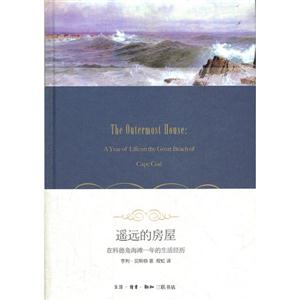 The Outermost House:
A Year of Life on the Great Beach of
Cape Cod
遥远的房屋
在科德角海滩一年的生活经历
亨利·贝斯顿 著 程虹 译
生活·读书·新知 三联书店